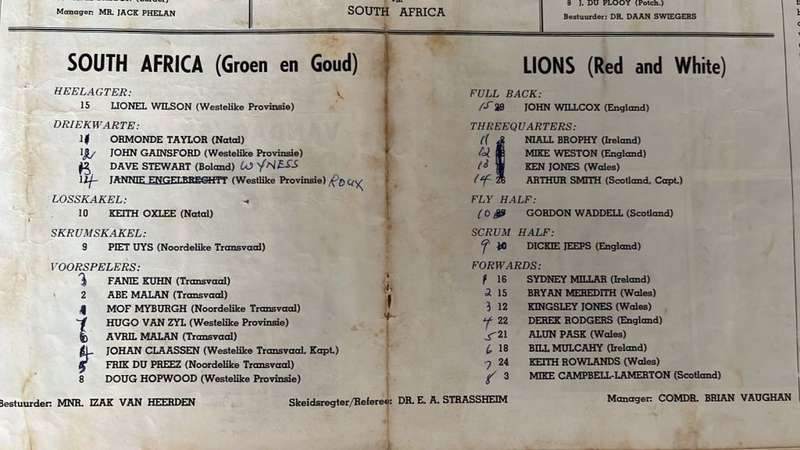 Manager: MR. JACK PHELAN
SOUTH AFRICA
8 J. DU PLOOY (Potch.)
Bestuurder: DR. DAAN SWIEGERS
SOUTH AFRICA (Groen en Goud)
HEELAGTER:
15 LIONEL WILSON (Westelike Provinsie)
DRIEKWARTE:
11 ORMONDE TAYLOR (Natal)
12 JOHN GAINSFORD (Westelike Provinsie)
13 DAVE STEWART (Boland) WYNESS
14 JANNIE ENGELBRECHT (Westlike Provinsie) ROUX
LOSSKAKEL:
10 KEITH OXLEE (Natal)
SKRUMSKAKEL:
9 PIET UYS (Noordelike Transvaal)
VOORSPELERS:
3 FANIE KUHN (Transvaal)
2 ABE MALAN (Transvaal)
MOF MYBURGH (Noordelike Transvaal)
HUGO VAN ZYL (Westelike Provinsie)
6 AVRIL MALAN (Transvaal)
4 JOHAN CLAASSEN (Westelike Transvaal, Kapt.)
5 FRIK DU PREEZ (Noordelike Transvaal)
8 DOUG HOPWOOD (Westelike Provinsie)
Bestuurder: MNR. IZAK VAN HEERDEN
LIONS (Red and White)
FULL BACK:
15 29 JOHN WILLCOX (England)
THREEQUARTERS:
11 NIALL BROPHY (Ireland)
12 MIKE WESTON (England)
13 KEN JONES (Wales)
14 26 ARTHUR SMITH (Scotland, Capt.)
FLY HALF:
10 GORDON WADDELL (Scotland)
SCRUM HALF:
9 DICKIE JEEPS (England)
FORWARDS:
1 16 SYDNEY MILLAR (Ireland)
2 15 BRYAN MEREDITH (Wales)
3 12 KINGSLEY JONES (Wales)
4 22 DEREK RODGERS (England)
5 21 ALUN PASK (Wales)
6 18 BILL MULCAHY (Ireland)
7 24 KEITH ROWLANDS (Wales)
8 3 MIKE CAMPBELL-LAMERTON (Scotland)
Skeidsregter/Referee: DR. E. A. STRASSHEIM
Manager: COMDR. BRIAN VAUGHAN